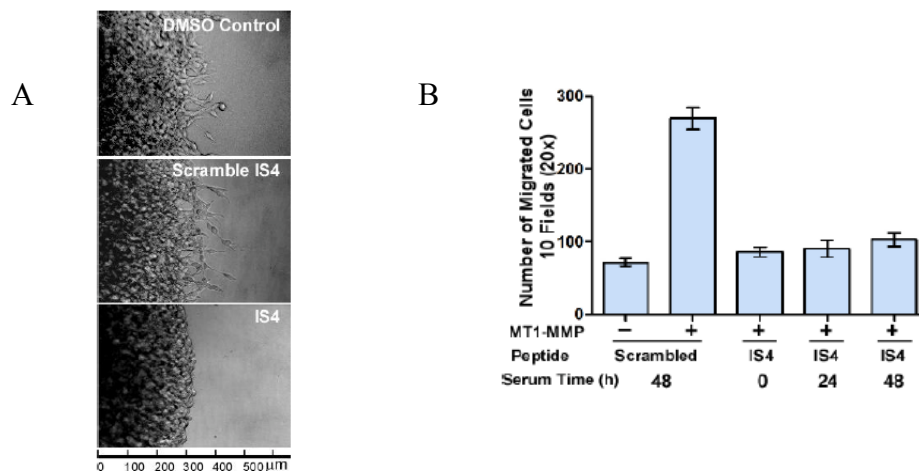 A
DMSO Control
Scramble IS4
IS4
0 100 200 300 400 500 μm
B
Number of Migrated Cells
10 Fields (20x)
300
200
100
0
MT1-MMP − + + + +
Peptide Scrambled IS4 IS4 IS4
Serum Time (h) 48 0 24 48